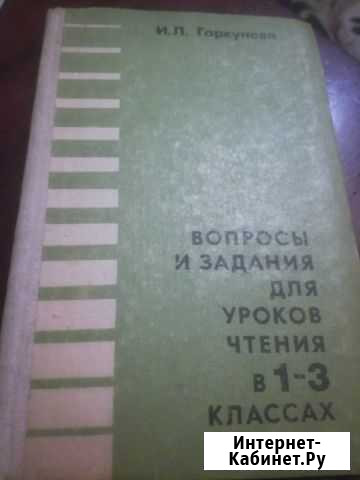 И.Л. Горкунова
ВОПРОСЫ
И ЗАДАНИЯ
ДЛЯ
УРОКОВ
ЧТЕНИЯ
В 1-3
КЛАССАХ
Интернет-
Кабинет.Ру